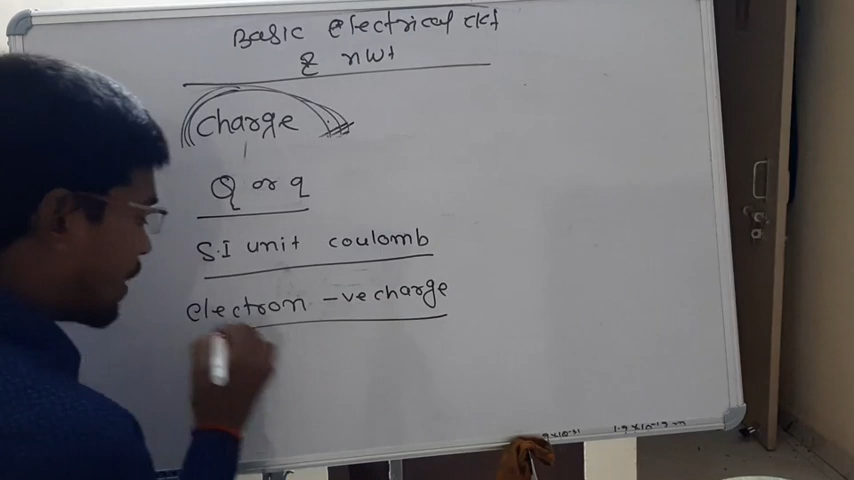 Basic electrical ckt
& nwt
charge
Q or q
S.I unit coulomb
electron -ve charge